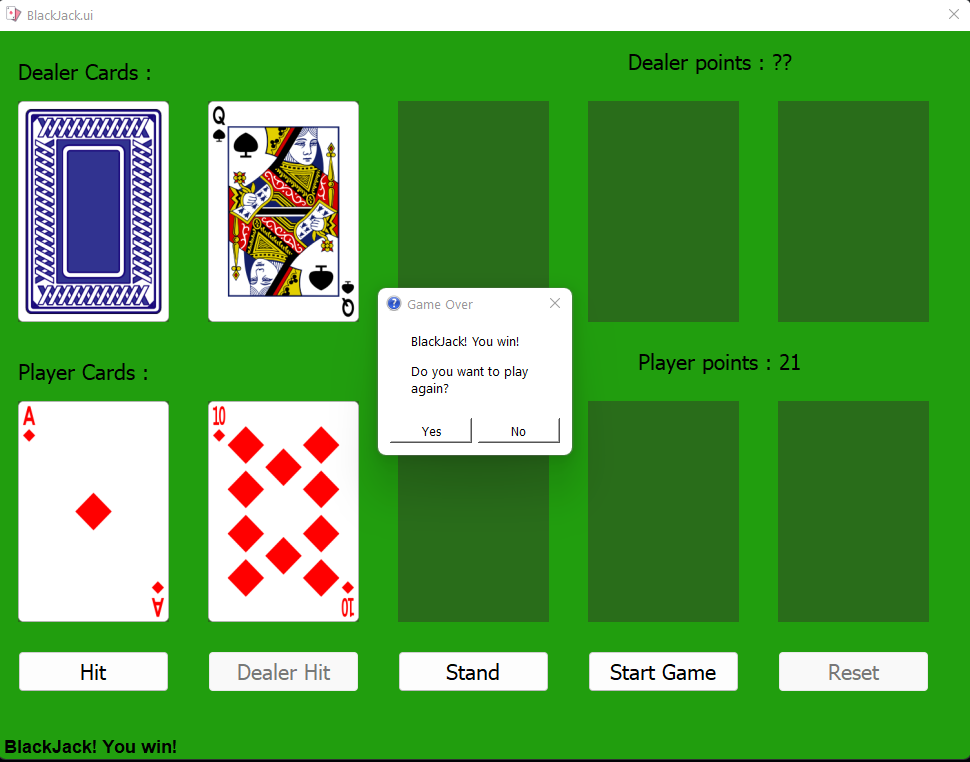 BlackJack.ui
Dealer Cards :
Dealer points : ??
Q
Q
Game Over
BlackJack! You win!
Do you want to play
again?
Yes
No
Player Cards :
Player points : 21
A
A
10
10
Hit
Dealer Hit
Stand
Start Game
Reset
BlackJack! You win!